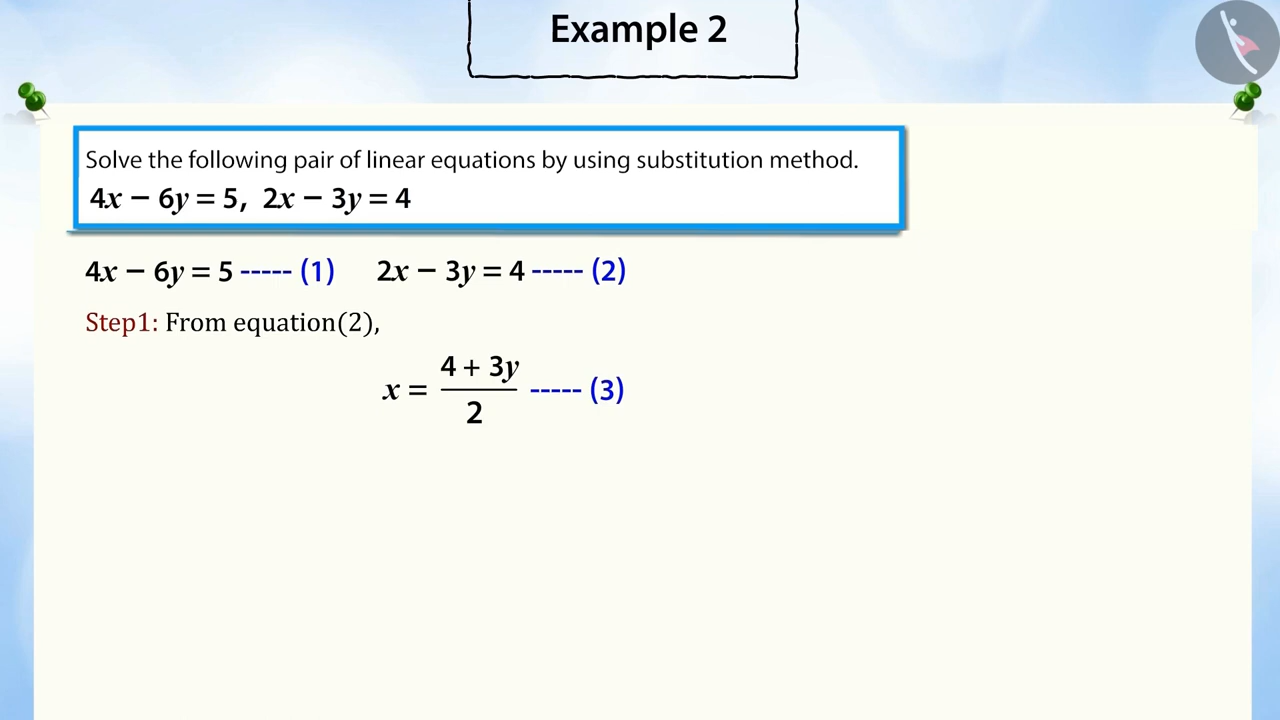 Example 2
Solve the following pair of linear equations by using substitution method.
4x − 6y = 5, 2x − 3y = 4
4x − 6y = 5 ----- (1) 2x − 3y = 4 ----- (2)
Step1: From equation(2),
x = \frac{4 + 3y}{2} ----- (3)